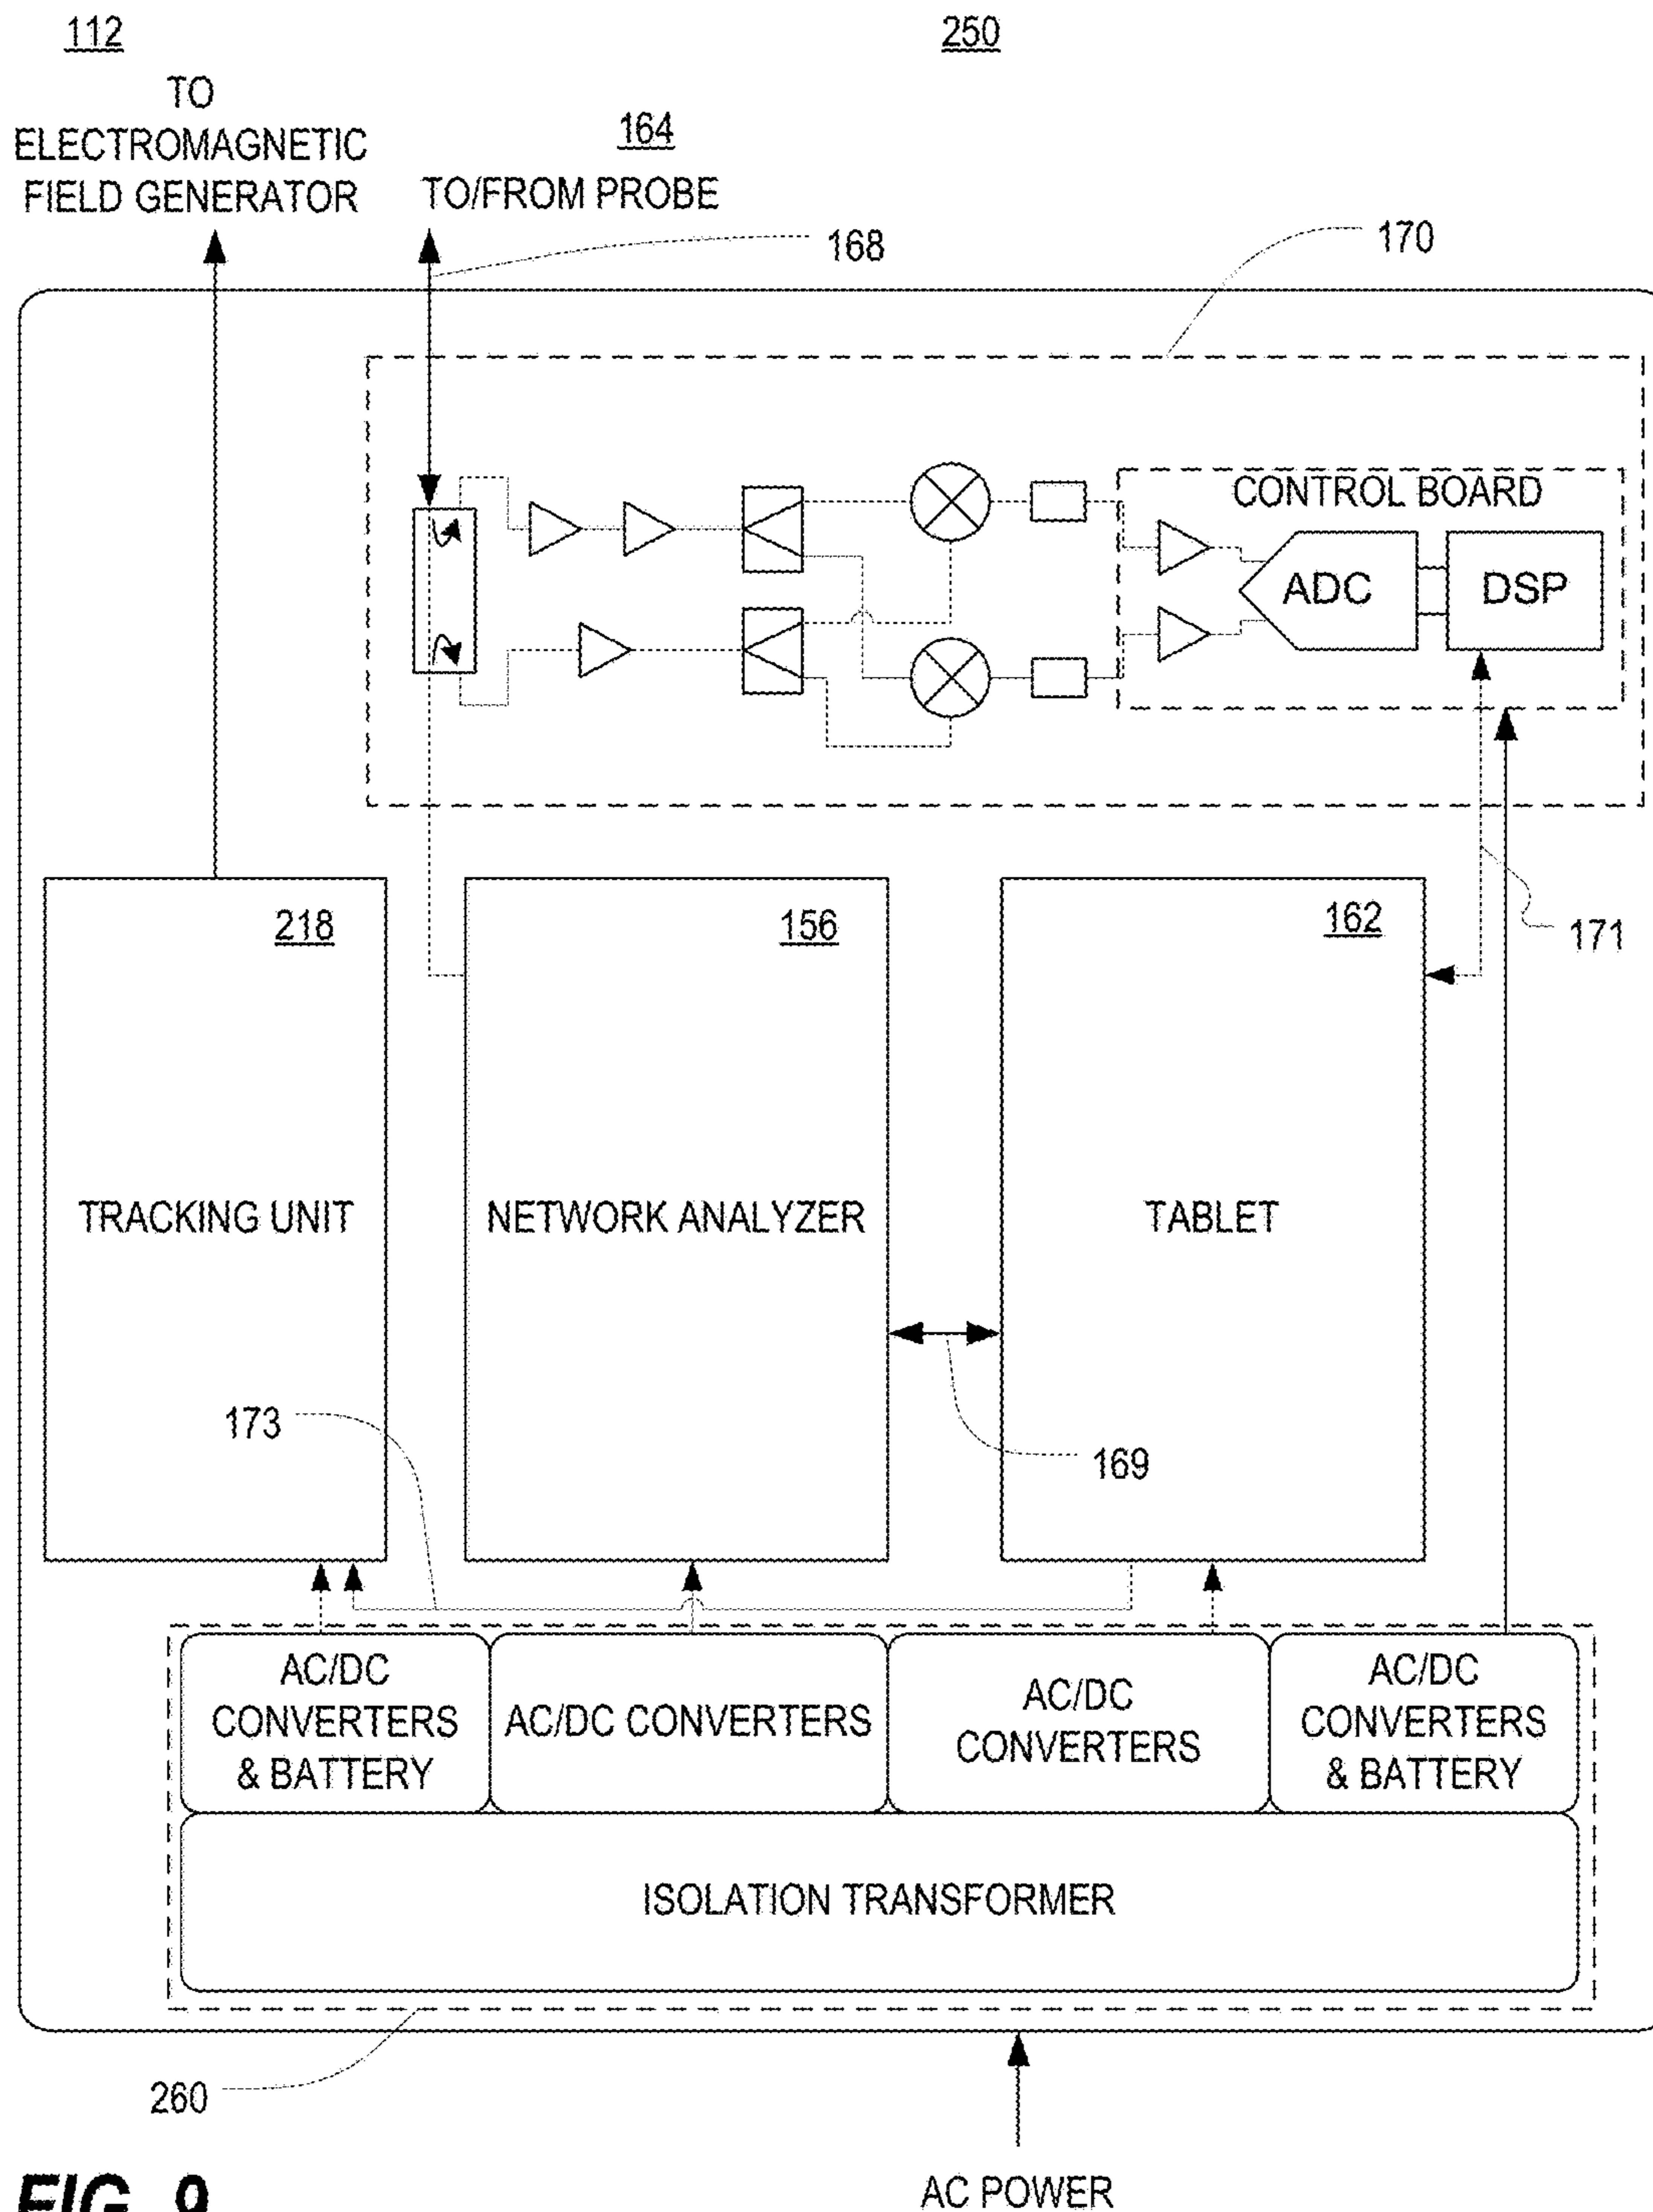 112
250
TO
ELECTROMAGNETIC
FIELD GENERATOR
164
TO/FROM PROBE
168
170
CONTROL BOARD
ADC
DSP
218
156
162
171
TRACKING UNIT
NETWORK ANALYZER
TABLET
173
169
AC/DC
CONVERTERS
& BATTERY
AC/DC CONVERTERS
AC/DC
CONVERTERS
AC/DC
CONVERTERS
& BATTERY
ISOLATION TRANSFORMER
260
AC POWER
FIG. 9